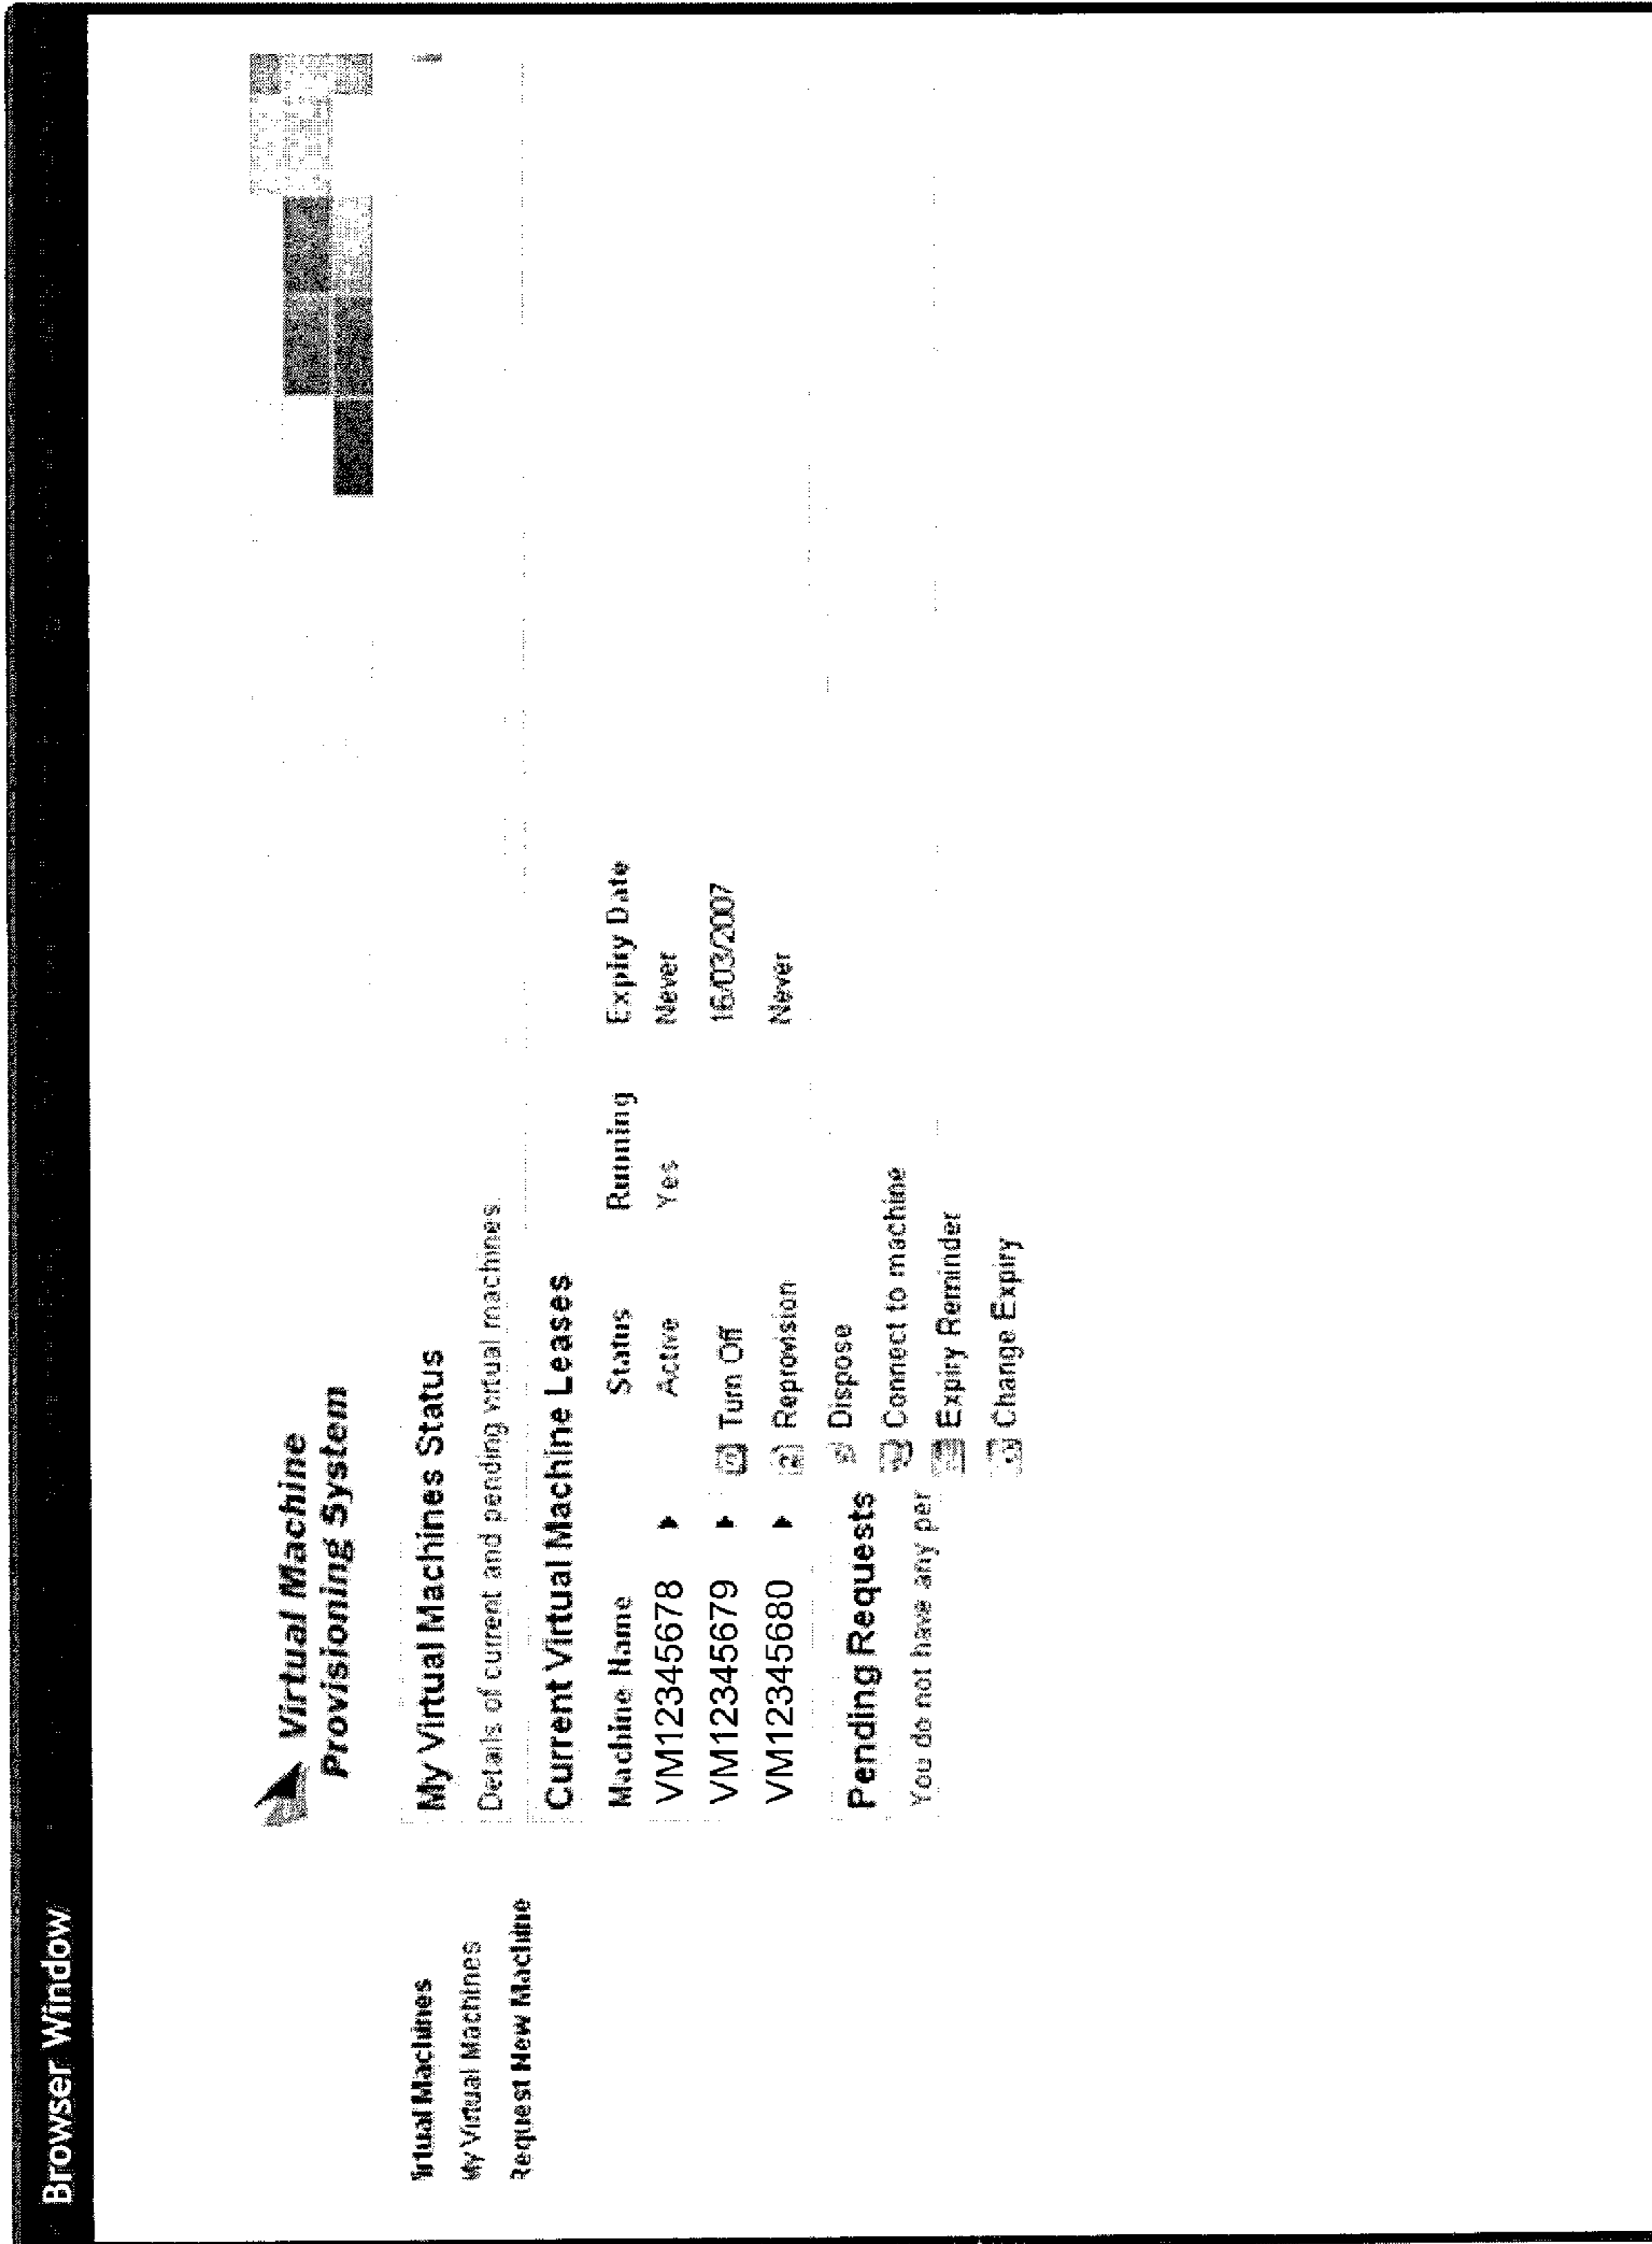 Browser Window
Virtual Machine
Provisioning System
My Virtual Machines
Request New Machine
My Virtual Machines Status
Details of current and pending virtual machines.
Current Virtual Machine Leases
Machine Name Status Running Expiry Date
VM12345678 Active Yes Never
VM12345679 16/03/2007
VM12345680 Never
Turn Off
Reprovision
Dispose
Connect to machine
Expiry Reminder
Change Expiry
Pending Requests
You do not have any per